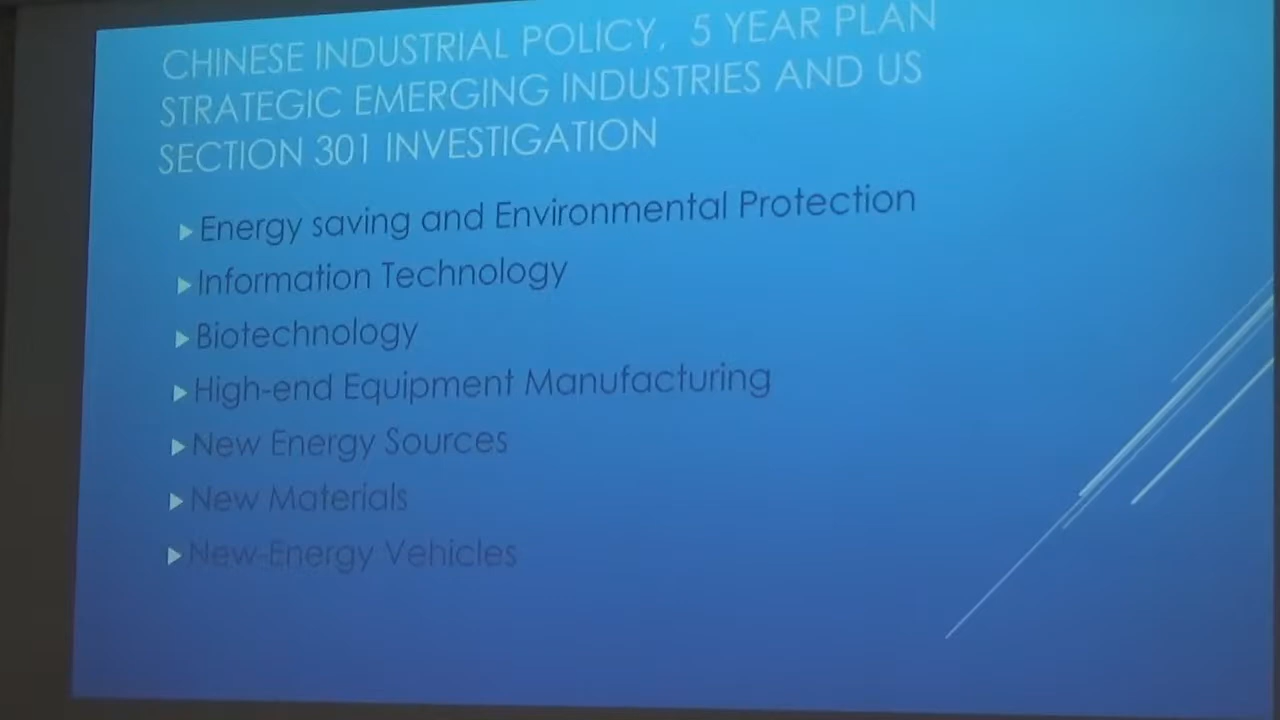 CHINESE INDUSTRIAL POLICY, 5 YEAR PLAN
STRATEGIC EMERGING INDUSTRIES AND US
SECTION 301 INVESTIGATION
Energy saving and Environmental Protection
Information Technology
Biotechnology
High-end Equipment Manufacturing
New Energy Sources
New Materials
New-Energy Vehicles